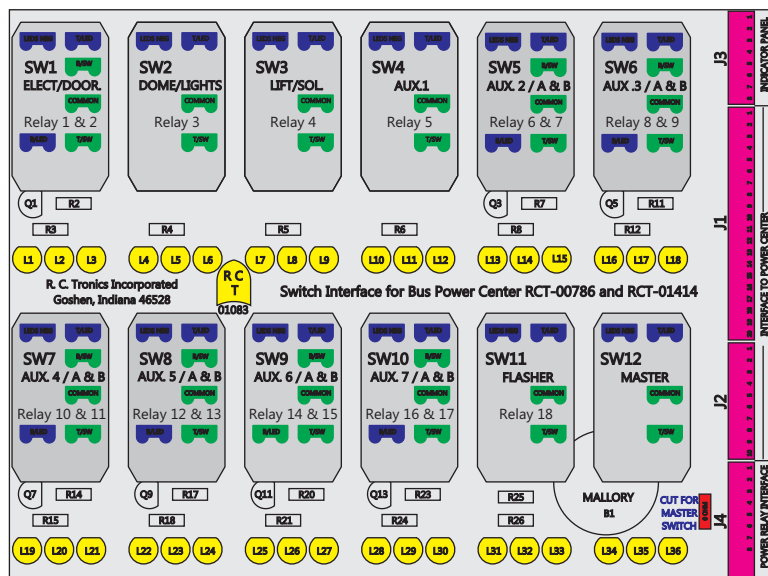 LEDS NEG T/LED LEDS NEG T/LED LEDS NEG T/LED LEDS NEG T/LED LEDS NEG T/LED LEDS NEG T/LED
SW1 B/SW SW2 SW3 SW4 SW5 B/SW SW6 B/SW
ELECT/DOOR. DOME/LIGHTS LIFT/SOL. AUX.1 AUX. 2 / A & B AUX .3 / A & B
COMMON COMMON COMMON COMMON COMMON COMMON
Relay 1 & 2 Relay 3 Relay 4 Relay 5 Relay 6 & 7 Relay 8 & 9
B/LED T/SW T/SW T/SW T/SW B/LED T/SW B/LED T/SW
Q1 R2 Q3 R7 Q5 R11
R3 R4 R5 R6 R8 R12
L1 L2 L3 L4 L5 L6 L7 L8 L9 L10 L11 L12 L13 L14 L15 L16 L17 L18
R. C. Tronics Incorporated
Goshen, Indiana 46528
R C
T
01083
Switch Interface for Bus Power Center RCT-00786 and RCT-01414
LEDS NEG T/LED LEDS NEG T/LED LEDS NEG T/LED LEDS NEG T/LED LEDS NEG T/LED LEDS NEG T/LED
SW7 B/SW SW8 B/SW SW9 B/SW SW10 B/SW SW11 SW12
AUX. 4 / A & B AUX. 5 / A & B AUX. 6 / A & B AUX. 7 / A & B FLASHER MASTER
COMMON COMMON COMMON COMMON COMMON COMMON
Relay 10 & 11 Relay 12 & 13 Relay 14 & 15 Relay 16 & 17 Relay 18
B/LED T/SW B/LED T/SW B/LED T/SW B/LED T/SW T/SW T/SW
Q7 R14 Q9 R17 Q11 R20 Q13 R23 R25
R15 R18 R21 R24 R26
MALLORY
B1
CUT FOR
MASTER
SWITCH
L19 L20 L21 L22 L23 L24 L25 L26 L27 L28 L29 L30 L31 L32 L33 L34 L35 L36
J3
INDICATOR PANEL
J1
INTERFACE TO POWER CENTER
J2
J4
POWER RELAY INTERFACE